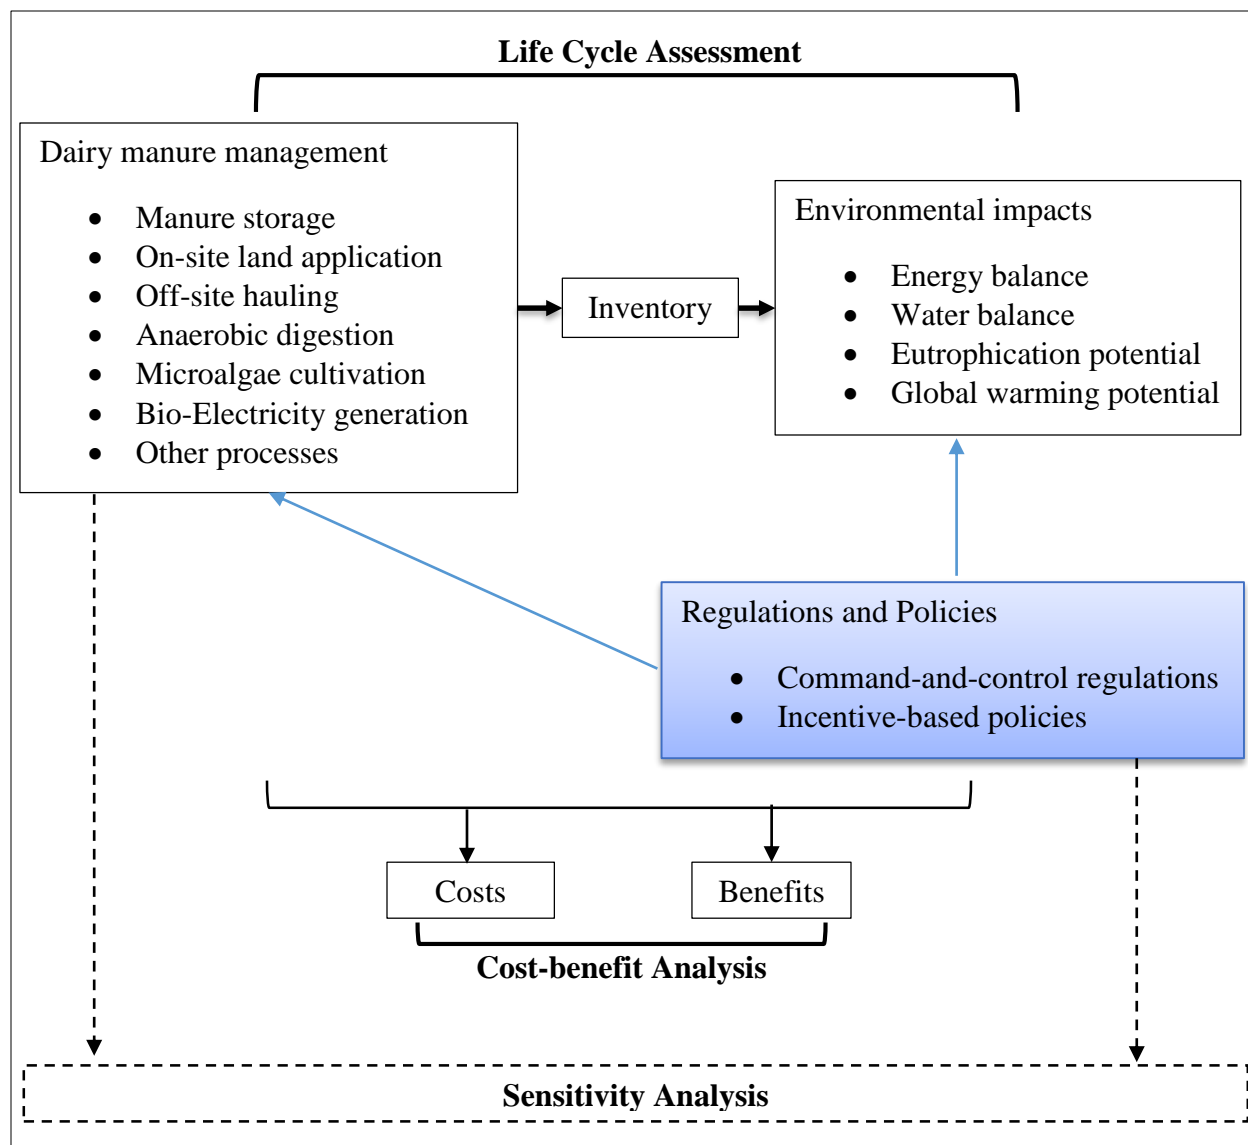 Life Cycle Assessment
Dairy manure management
• Manure storage
• On-site land application
• Off-site hauling
• Anaerobic digestion
• Microalgae cultivation
• Bio-Electricity generation
• Other processes
Inventory
Environmental impacts
• Energy balance
• Water balance
• Eutrophication potential
• Global warming potential
Regulations and Policies
• Command-and-control regulations
• Incentive-based policies
Costs
Benefits
Cost-benefit Analysis
Sensitivity Analysis